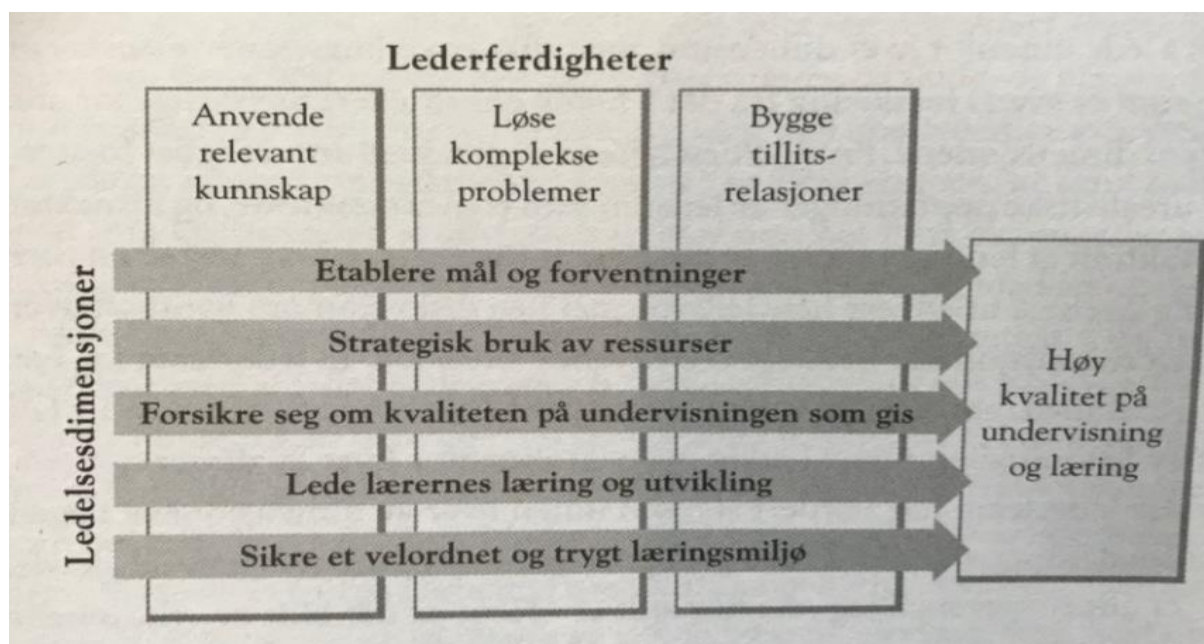 Lederferdigheter
Anvende
relevant
kunnskap
Løse
komplekse
problemer
Bygge
tillits-
relasjoner
Ledelsesdimensjoner
Etablere mål og forventninger
Strategisk bruk av ressurser
Forsikre seg om kvaliteten på undervisningen som gis
Lede lærernes læring og utvikling
Sikre et velordnet og trygt læringsmiljø
Høy
kvalitet på
undervisning
og læring